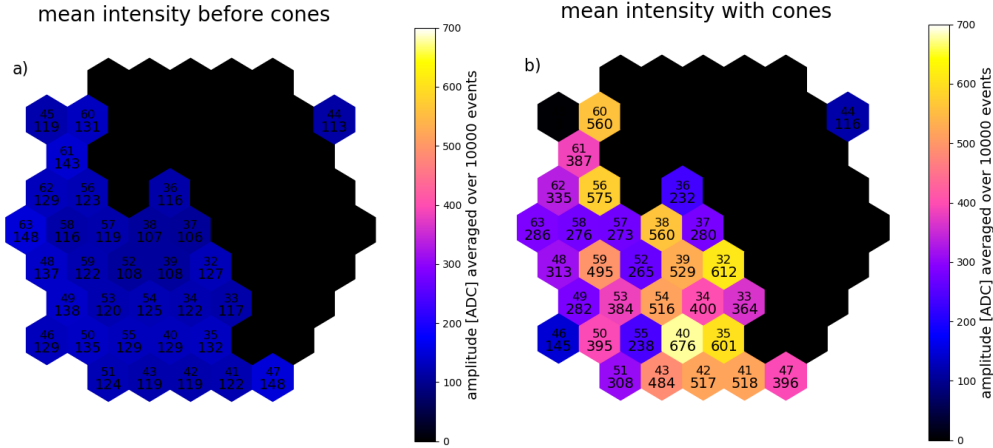 mean intensity before cones
a)
45 60 44
119 131 113
61
143
62 56 36
129 123 116
63 58 57 38 37
148 116 119 107 106
48 59 52 39 32
137 122 108 108 127
49 53 54 34 33
138 120 125 122 117
46 50 55 40 35
129 135 129 129 132
51 43 42 41 47
124 119 119 122 148
700
600
500
400
300
200
100
0
amplitude [ADC] averaged over 10000 events
mean intensity with cones
b)
60 44
560 116
61
387
62 56 36
335 575 232
63 58 57 38 37
286 276 273 560 280
48 59 52 39 32
313 495 265 529 612
49 53 54 34 33
282 384 516 400 364
46 50 55 40 35
145 395 238 676 601
51 43 42 41 47
308 484 517 518 396
700
600
500
400
300
200
100
0
amplitude [ADC] averaged over 10000 events